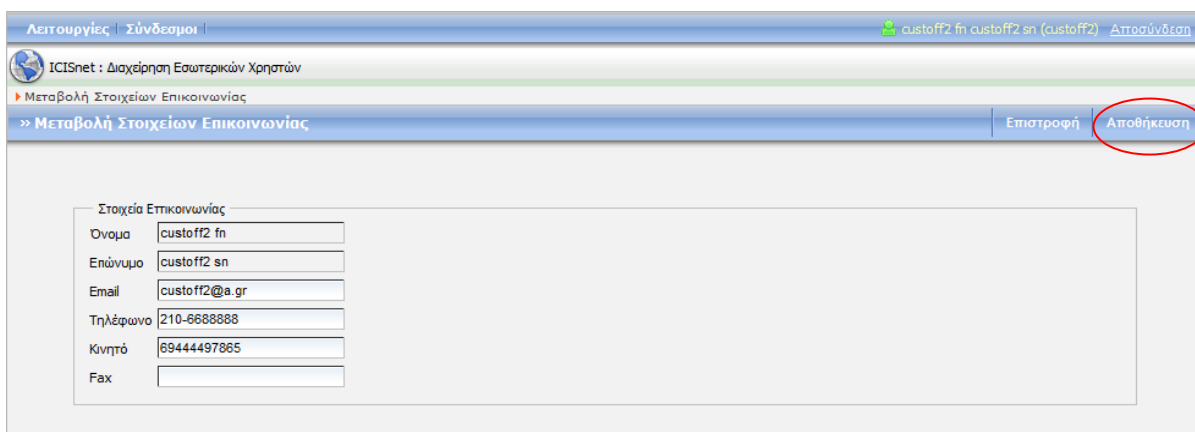 Λειτουργίες | Σύνδεσμοι | custoff2 fn custoff2 sn (custoff2) Αποσύνδεση
ICISnet : Διαχείρηση Εσωτερικών Χρηστών
Μεταβολή Στοιχείων Επικοινωνίας
» Μεταβολή Στοιχείων Επικοινωνίας Επιστροφή Αποθήκευση
Στοιχεία Επικοινωνίας
Όνομα custoff2 fn
Επώνυμο custoff2 sn
Email custoff2@a.gr
Τηλέφωνο 210-6688888
Κινητό 69444497865
Fax